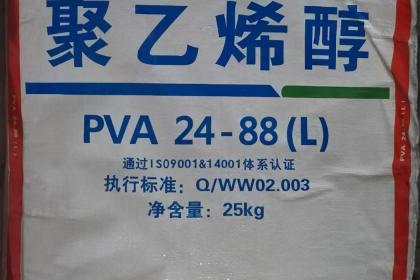 聚乙烯醇
PVA 24-88(L)
通过ISO9001&14001体系认证
执行标准：Q/WW02.003
净含量：25kg